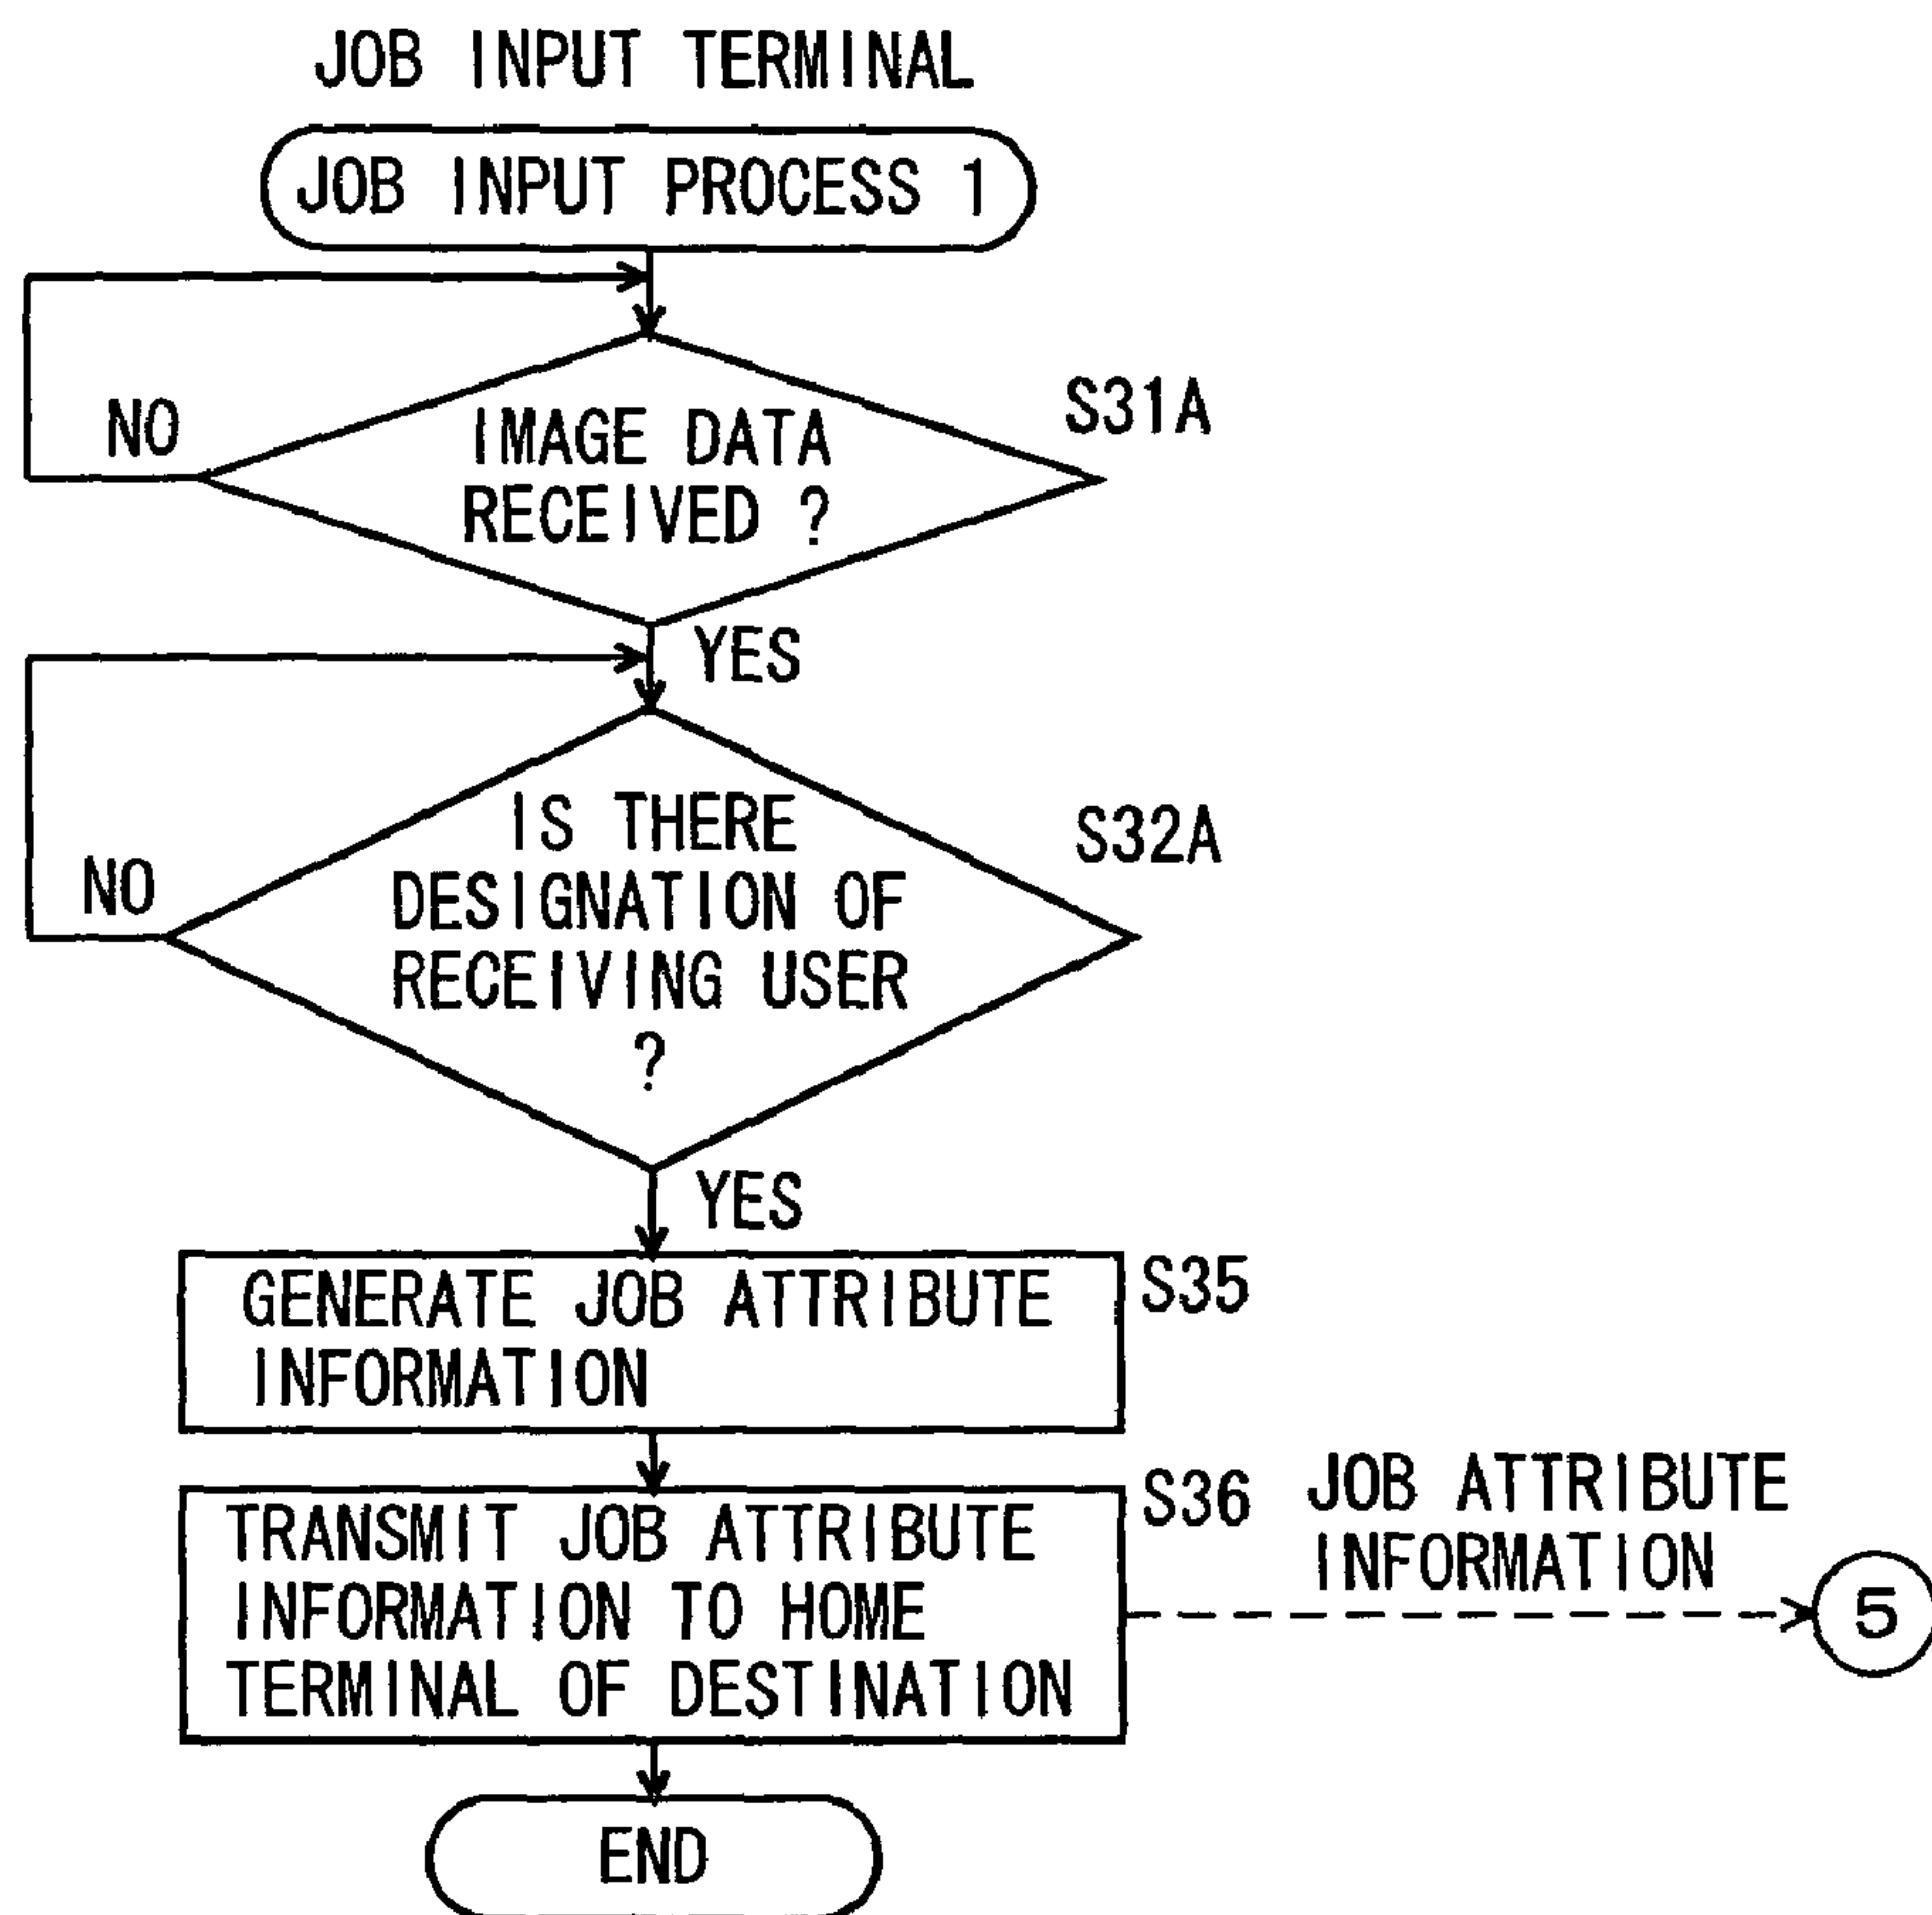 JOB INPUT TERMINAL
JOB INPUT PROCESS 1
NO
IMAGE DATA
RECEIVED ?
S31A
YES
NO
IS THERE
DESIGNATION OF
RECEIVING USER
?
S32A
YES
GENERATE JOB ATTRIBUTE
INFORMATION
S35
TRANSMIT JOB ATTRIBUTE
INFORMATION TO HOME
TERMINAL OF DESTINATION
S36
JOB ATTRIBUTE
INFORMATION
5
END